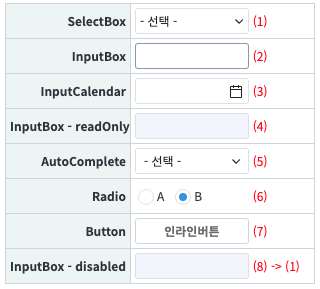 SelectBox - 선택 - (1)
InputBox (2)
InputCalendar (3)
InputBox - readOnly (4)
AutoComplete - 선택 - (5)
Radio A B (6)
Button 인라인버튼 (7)
InputBox - disabled (8) -> (1)